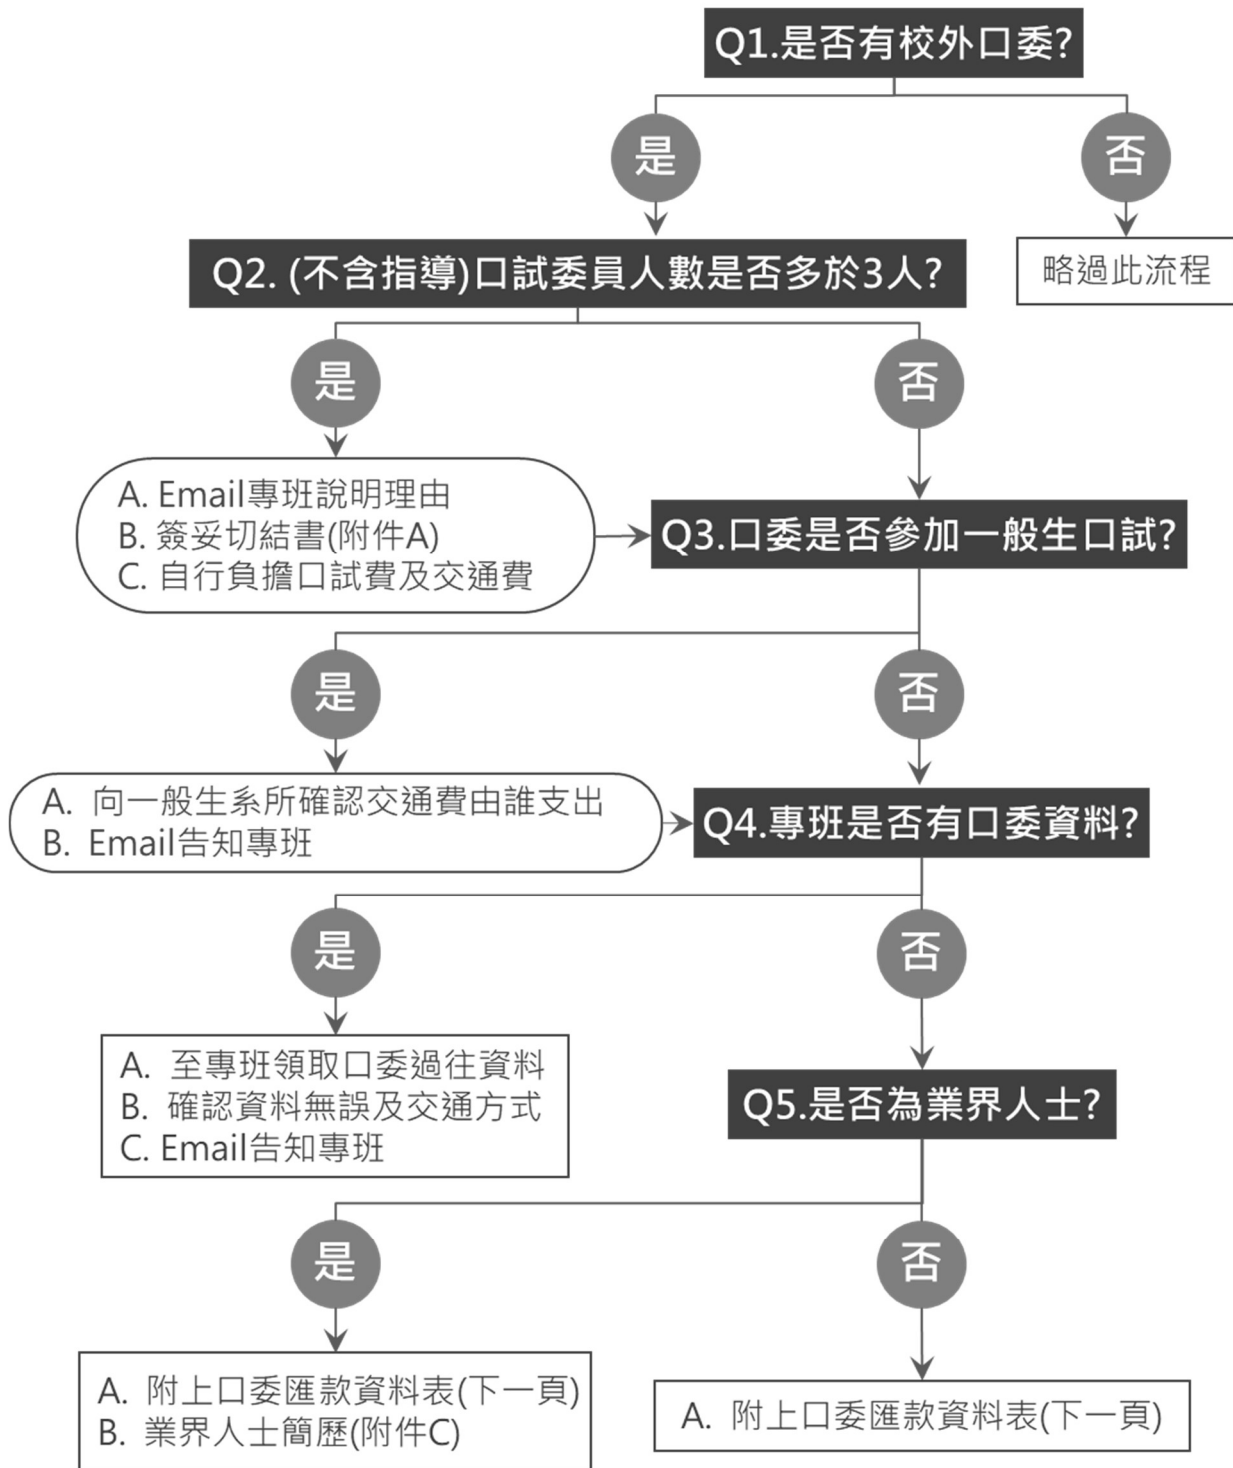 Q1.是否有校外口委?
是
否
略過此流程
Q2. (不含指導)口試委員人數是否多於3人?
是
否
A. Email專班說明理由
B. 簽妥切結書(附件A)
C. 自行負擔口試費及交通費
Q3.口委是否參加一般生口試?
是
否
A. 向一般生系所確認交通費由誰支出
B. Email告知專班
Q4.專班是否有口委資料?
是
否
A. 至專班領取口委過往資料
B. 確認資料無誤及交通方式
C. Email告知專班
Q5.是否為業界人士?
是
否
A. 附上口委匯款資料表(下一頁)
B. 業界人士簡歷(附件C)
A. 附上口委匯款資料表(下一頁)